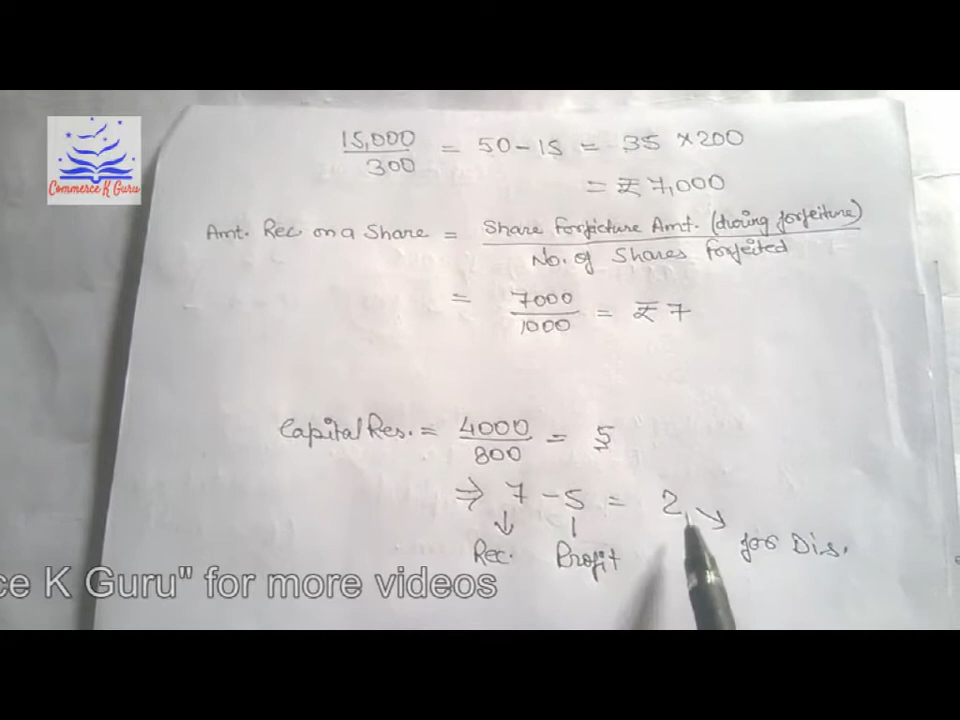 Commerce K Guru
15,000 / 300 = 50 - 15 = 35 × 200
= ₹ 7,000
Amt. Rec on a Share = Share Forficture Amt. (during forfeiture) / No. of Shares forfeited
= 7000 / 1000 = ₹ 7
Capital Res. = 4000 / 800 = 5
⇒ 7 - 5 = 2 → for Dis.
Rec. Profit
ce K Guru" for more videos